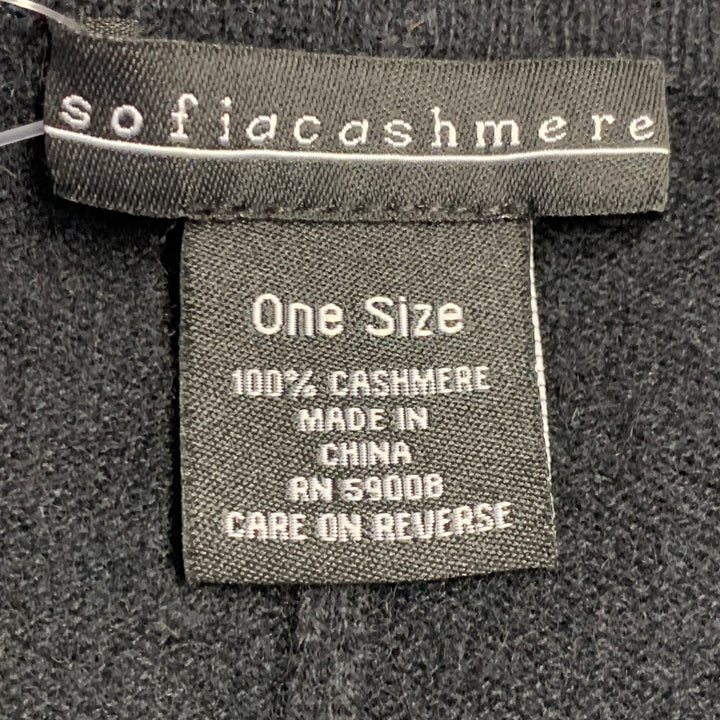 sofiacashmere
One Size
100% CASHMERE
MADE IN
CHINA
RN 59008
CARE ON REVERSE